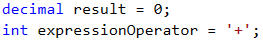 decimal result = 0;
int expressionOperator = '+';